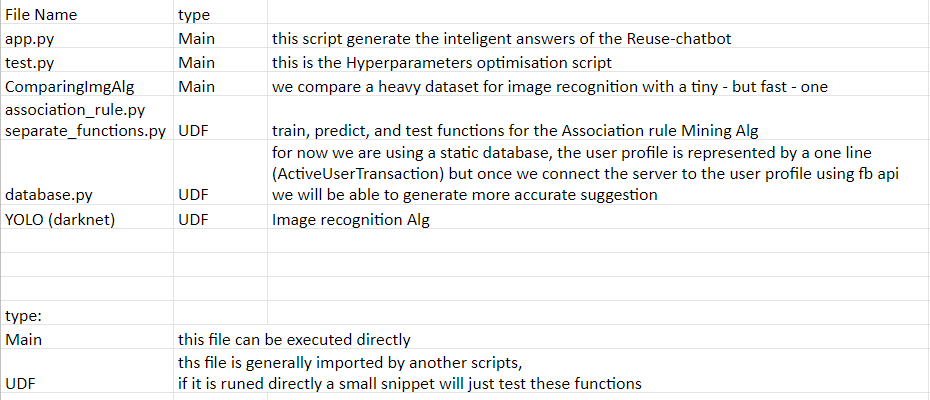 File Name type
app.py Main this script generate the inteligent answers of the Reuse-chatbot
test.py Main this is the Hyperparameters optimisation script
ComparingImgAlg Main we compare a heavy dataset for image recognition with a tiny - but fast - one
association_rule.py
separate_functions.py UDF train, predict, and test functions for the Association rule Mining Alg
for now we are using a static database, the user profile is represented by a one line
(ActiveUserTransaction) but once we connect the server to the user profile using fb api
database.py UDF we will be able to generate more accurate suggestion
YOLO (darknet) UDF Image recognition Alg
type:
Main this file can be executed directly
ths file is generally imported by another scripts,
UDF if it is runed directly a small snippet will just test these functions